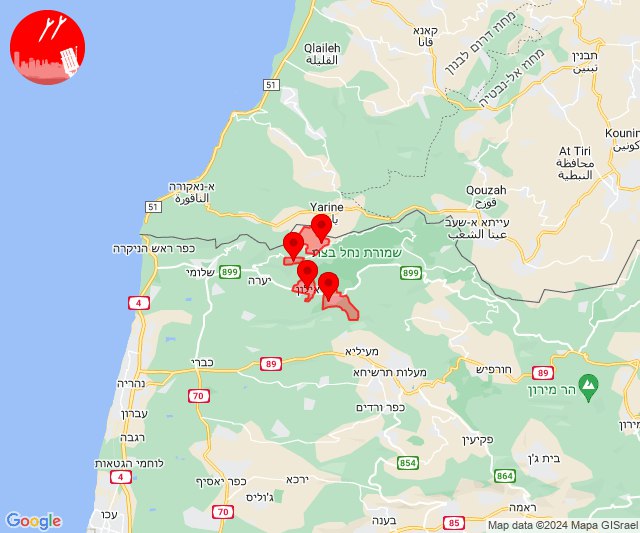 Qlaileh
القليلة
קאנא
قانا
מחוז דרום לבנון
מחוז אל-נבטיה
תבנין
تبنين
51
Kounin
كونين
At Tiri
محافظة
النبطية
א-נאקורה
الناقورة
51
Yarine
Qouzah
قوزح
עייתא א-שעב
عيتا الشعب
כפר ראש הניקרה
שמורת נחל בצת
שלומי
899
899
יערה
אילון
4
מעיליא
כברי
89
מעלות תרשיחא
חורפיש
89
הר מירון
נהריה
70
כפר ורדים
עברון
רגבה
פקיעין
מירון
לוחמי הגטאות
854
בית ג'ן
4
כפר יאסיף
ירכא
864
ג'וליס
עכו
70
ראמה
בענה
85
Google
Map data ©2024 Mapa GISrael